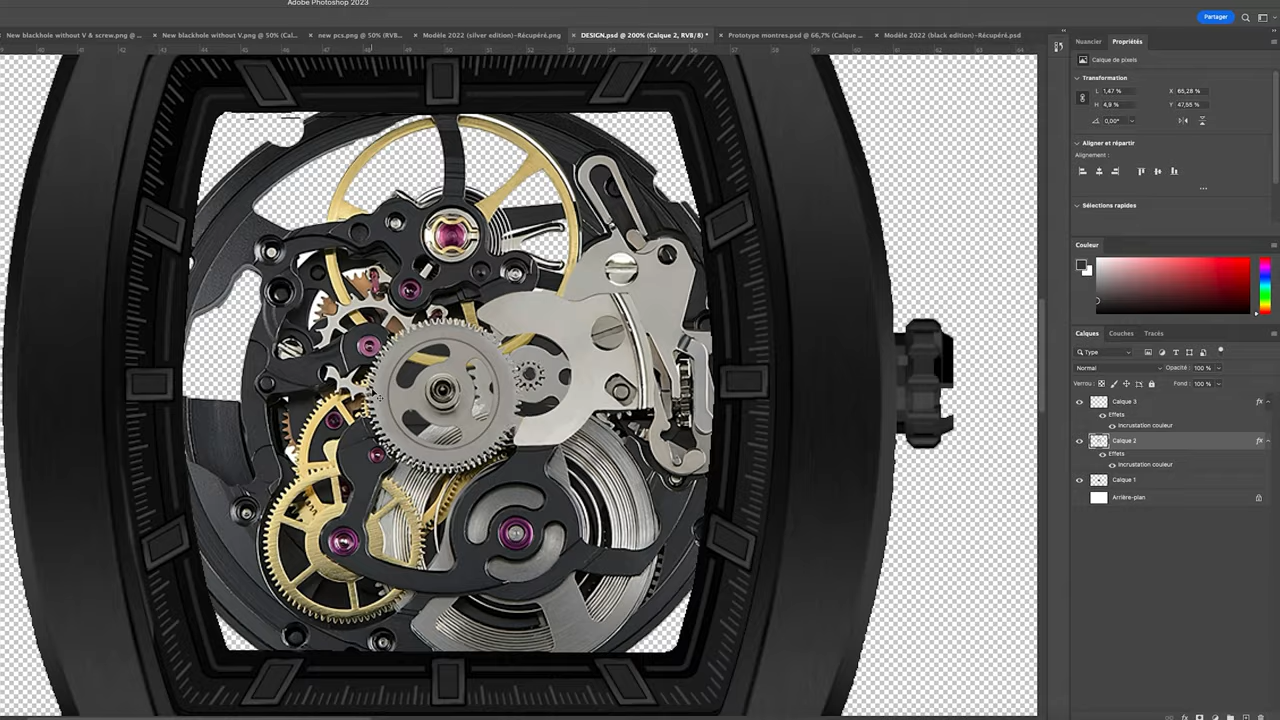 Adobe Photoshop 2023
Partager
New blackhole without V & screw.png @ ...
New blackhole without V.png @ 50% (Cal...
new pcs.png @ 50% (RVB...
Modèle 2022 (silver edition)-Récupéré.png
DESIGN.psd @ 200% (Calque 2, RVB/8) *
Prototype montres.psd @ 66,7% (Calque ...
Modèle 2022 (black edition)-Récupéré.psd
Nuancier
Propriétés
Calque de pixels
Transformation
L 1,47 % X 65,28 %
H 4,9 % Y 47,55 %
0,00°
Aligner et répartir
Alignement :
Sélections rapides
Couleur
Calques
Couches
Tracés
Type
Normal
Opacité : 100 %
Verrou :
Fond : 100 %
Calque 3
fx
Effets
Incrustation couleur
Calque 2
fx
Effets
Incrustation couleur
Calque 1
Arrière-plan